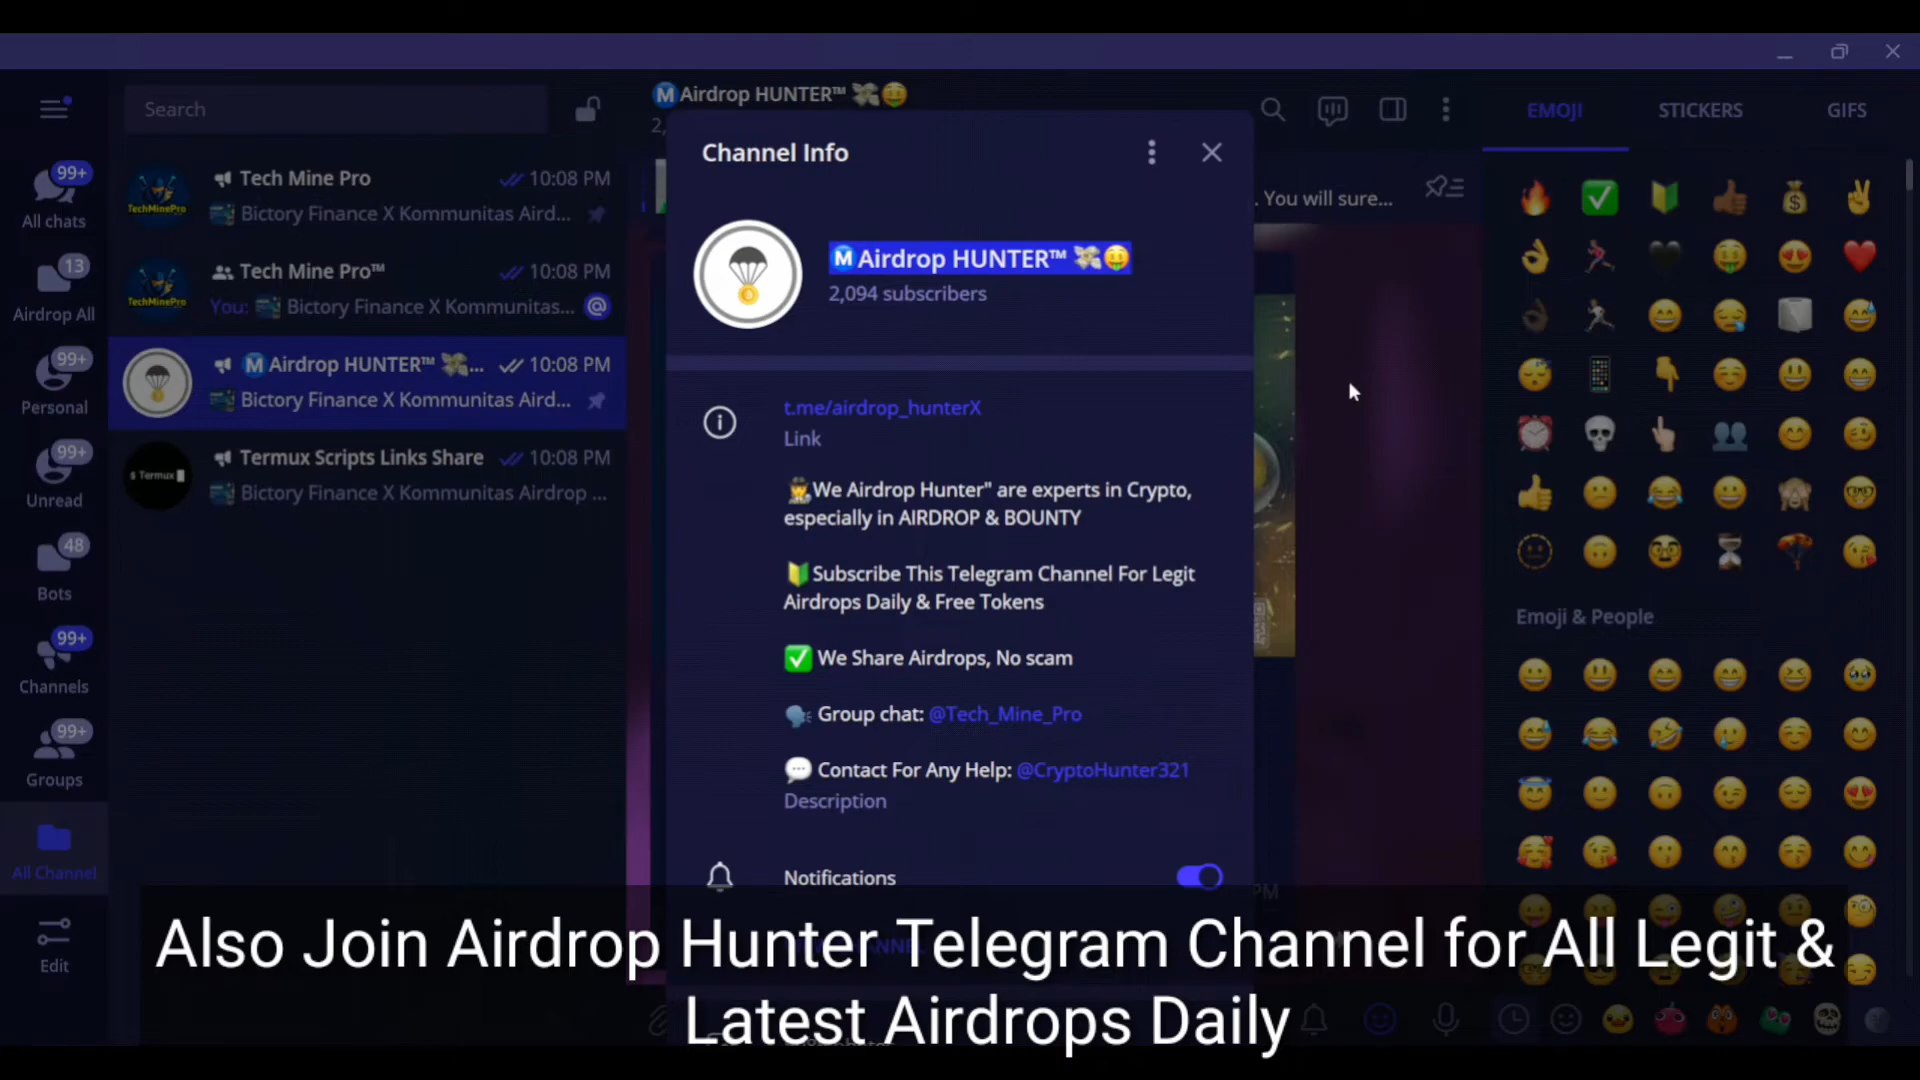 Search
Ⓜ️Airdrop HUNTER™ 💸🤑
EMOJI
STICKERS
GIFS
2,
Channel Info
99+
All chats
TechMinePro
Tech Mine Pro
10:08 PM
Bictory Finance X Kommunitas Aird...
. You will sure...
Ⓜ️Airdrop HUNTER™ 💸🤑
2,094 subscribers
13
Airdrop All
TechMinePro
Tech Mine Pro™
10:08 PM
You: Bictory Finance X Kommunitas... @
99+
Personal
Ⓜ️Airdrop HUNTER™ 💸...
10:08 PM
Bictory Finance X Kommunitas Aird...
99+
Unread
$ Termux
Termux Scripts Links Share
10:08 PM
Bictory Finance X Kommunitas Airdrop ...
t.me/airdrop_hunterX
Link
We Airdrop Hunter" are experts in Crypto,
especially in AIRDROP & BOUNTY
🔰Subscribe This Telegram Channel For Legit
Airdrops Daily & Free Tokens
✅ We Share Airdrops, No scam
🗣 Group chat: @Tech_Mine_Pro
💬 Contact For Any Help: @CryptoHunter321
Description
Notifications
48
Bots
99+
Channels
99+
Groups
All Channel
Edit
Emoji & People
PM
Also Join Airdrop Hunter Telegram Channel for All Legit &
Latest Airdrops Daily